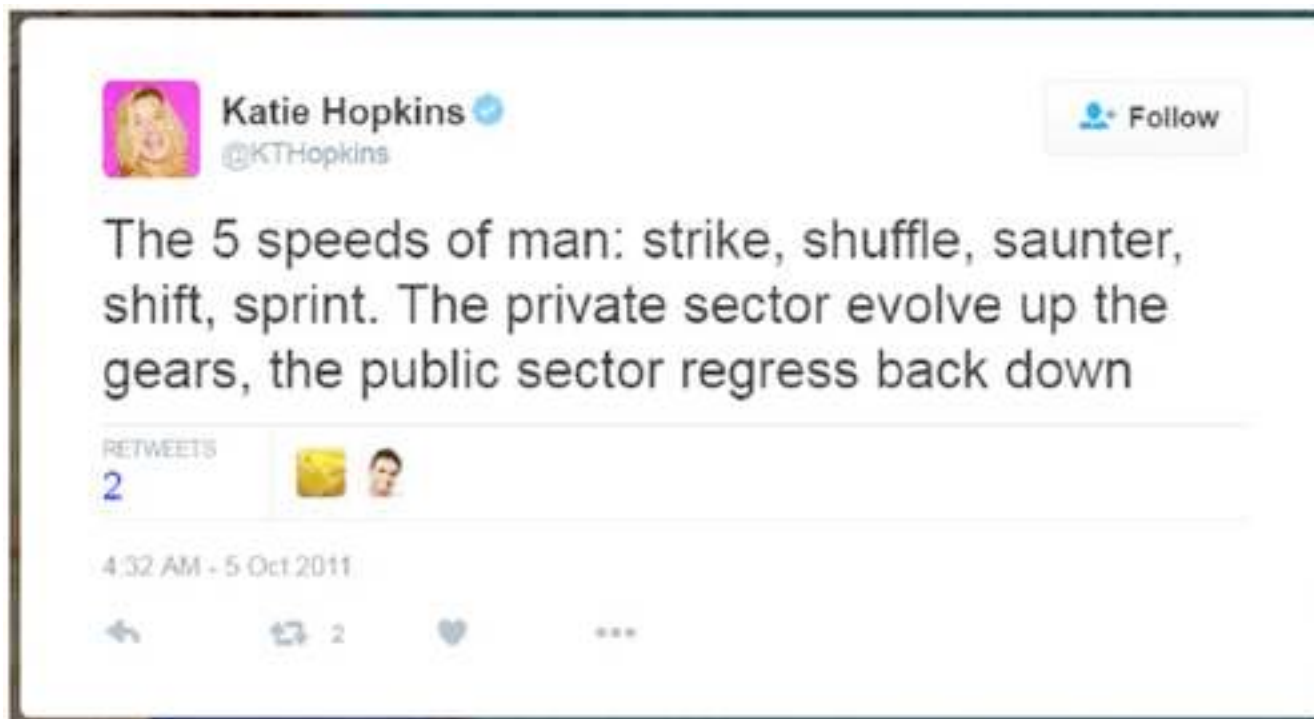 Katie Hopkins
@KTHopkins
Follow
The 5 speeds of man: strike, shuffle, saunter,
shift, sprint. The private sector evolve up the
gears, the public sector regress back down
RETWEETS
2
4:32 AM - 5 Oct 2011
2